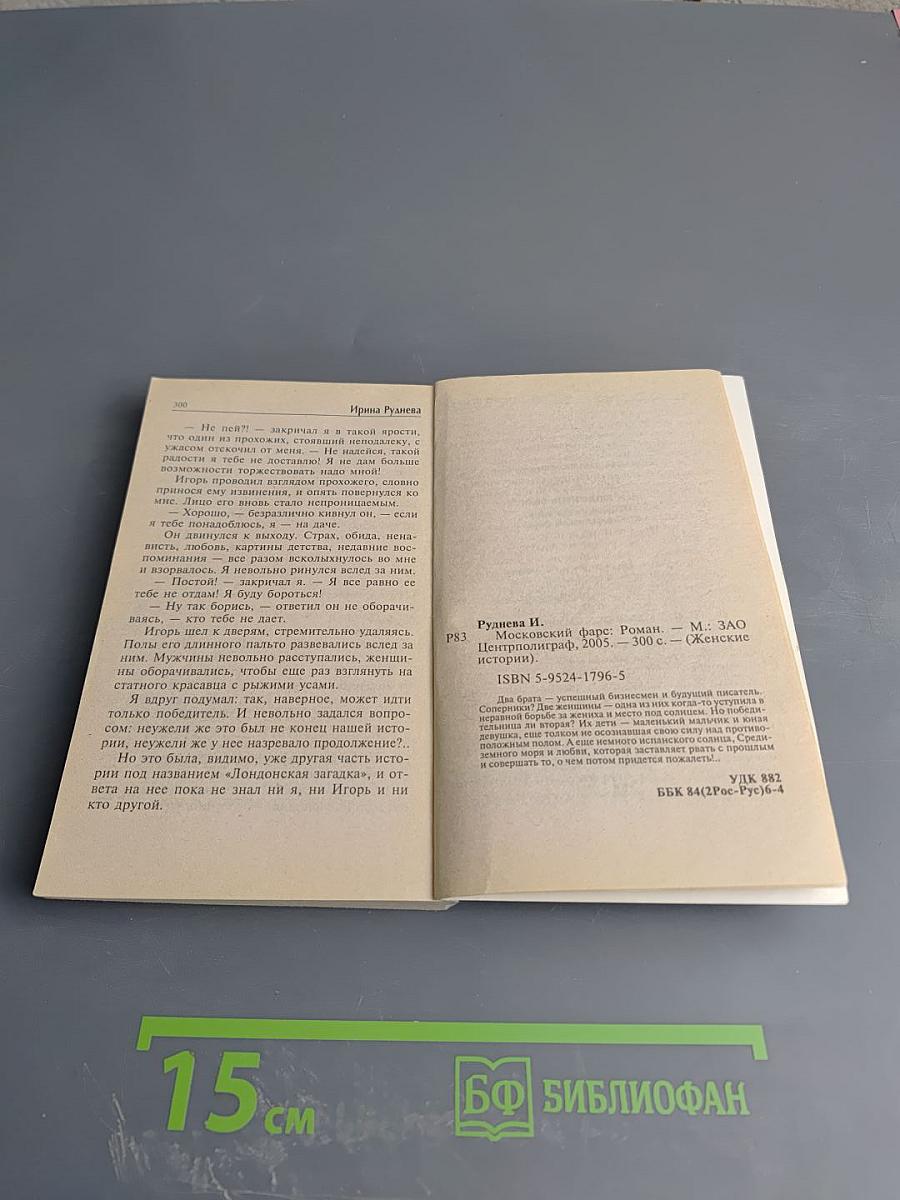 300
Ирина Руднева
— Не пей?! — закричал я в такой ярости,
что один из прохожих, стоявший неподалеку, с
ужасом отскочил от меня. — Не надейся, такой
радости я тебе не доставлю! Я не дам больше
возможности торжествовать надо мной!
Игорь проводил взглядом прохожего, словно
принося ему извинения, и опять повернулся ко
мне. Лицо его вновь стало непроницаемым.
— Хорошо, — безразлично кивнул он, — если
я тебе понадоблюсь, я — на даче.
Он двинулся к выходу. Страх, обида, нена-
висть, любовь, картины детства, недавние вос-
поминания — все разом всколыхнулось во мне
и взорвалось. Я невольно ринулся вслед за ним.
— Постой! — закричал я. — Я все равно ее
тебе не отдам! Я буду бороться!
— Ну так борись, — ответил он не оборачи-
ваясь, — кто тебе не дает.
Игорь шел к дверям, стремительно удаляясь.
Полы его длинного пальто развевались вслед за
ним. Мужчины невольно расступались, женщи-
ны оборачивались, чтобы еще раз взглянуть на
статного красавца с рыжими усами.
Я вдруг подумал: так, наверное, может идти
только победитель. И невольно задался вопро-
сом: неужели же это был не конец нашей исто-
рии, неужели же у нее назревало продолжение?..
Но это была, видимо, уже другая часть исто-
рии под названием «Лондонская загадка», и от-
вета на нее пока не знал ни я, ни Игорь и ни
кто другой.
Руднева И.
Р83 Московский фарс: Роман. — М.: ЗАО
Центрполиграф, 2005. — 300 с. — (Женские
истории).
ISBN 5-9524-1796-5
Два брата — успешный бизнесмен и будущий писатель.
Соперники? Две женщины — одна из них когда-то уступила в
неравной борьбе за жениха и место под солнцем. Но победи-
тельница ли вторая? Их дети — маленький мальчик и юная
девушка, еще толком не осознавшая свою силу над противо-
положным полом. А еще немного испанского солнца, Среди-
земного моря и любви, которая заставляет рвать с прошлым
и совершать то, о чем потом придется пожалеть!..
УДК 882
ББК 84(2Рос-Рус)6-4
15 см
БФ БИБЛИОФАН